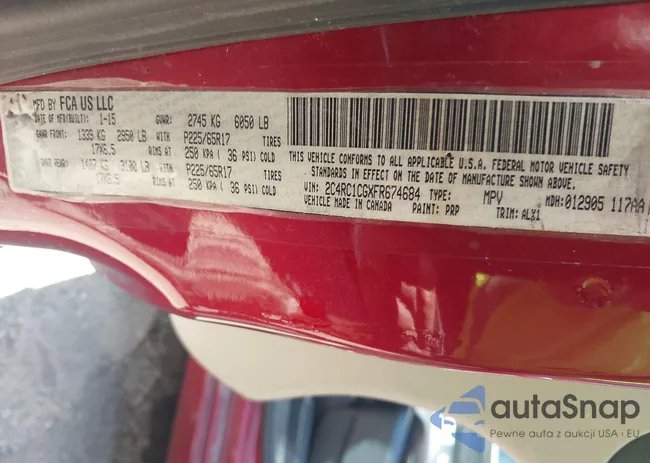 MFD BY FCA US LLC
DATE OF MFR(BUILT): 1-15 GVWR: 2745 KG 6050 LB
GAWR FRONT: 1339 KG 2950 LB WITH P225/65R17 TIRES
17X6.5 RIMS AT 250 KPA ( 36 PSI) COLD
GAWR REAR: 1407 KG 3100 LB WITH P225/65R17 TIRES
17X6.5 RIMS AT 250 KPA ( 36 PSI) COLD
THIS VEHICLE CONFORMS TO ALL APPLICABLE U.S.A. FEDERAL MOTOR VEHICLE SAFETY
STANDARDS IN EFFECT ON THE DATE OF MANUFACTURE SHOWN ABOVE.
VIN: 2C4RC1CGXFR674684 TYPE: MPV MDH:012905 117AA
VEHICLE MADE IN CANADA PAINT: PRP TRIM: ALX1
autaSnap
Pewne auta z aukcji USA i EU